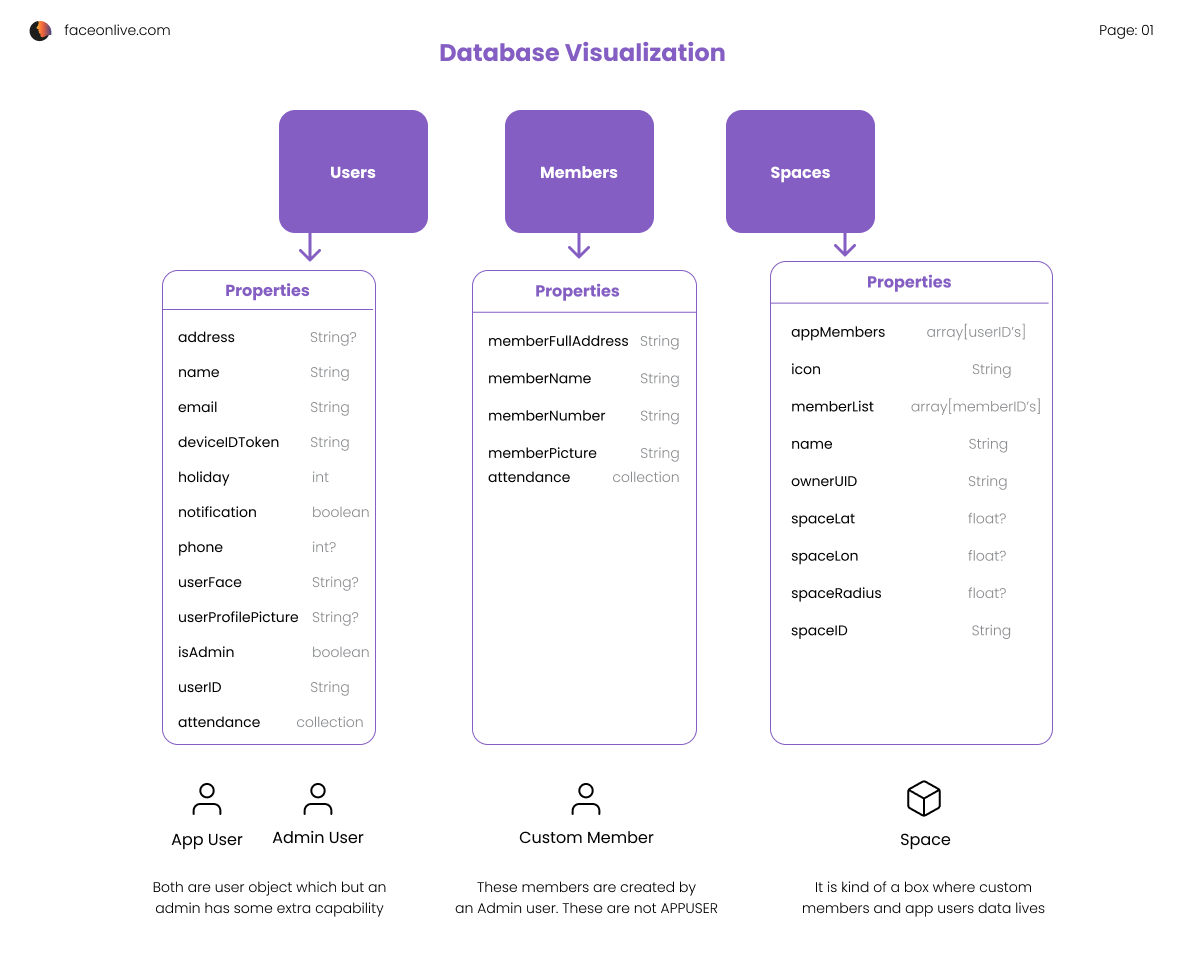 faceonlive.com
Page: 01
Database Visualization
Users
Members
Spaces
Properties
address String?
name String
email String
deviceIDToken String
holiday int
notification boolean
phone int?
userFace String?
userProfilePicture String?
isAdmin boolean
userID String
attendance collection
Properties
memberFullAddress String
memberName String
memberNumber String
memberPicture String
attendance collection
Properties
appMembers array[userID's]
icon String
memberList array[memberID's]
name String
ownerUID String
spaceLat float?
spaceLon float?
spaceRadius float?
spaceID String
App User
Admin User
Both are user object which but an
admin has some extra capability
Custom Member
These members are created by
an Admin user. These are not APPUSER
Space
It is kind of a box where custom
members and app users data lives